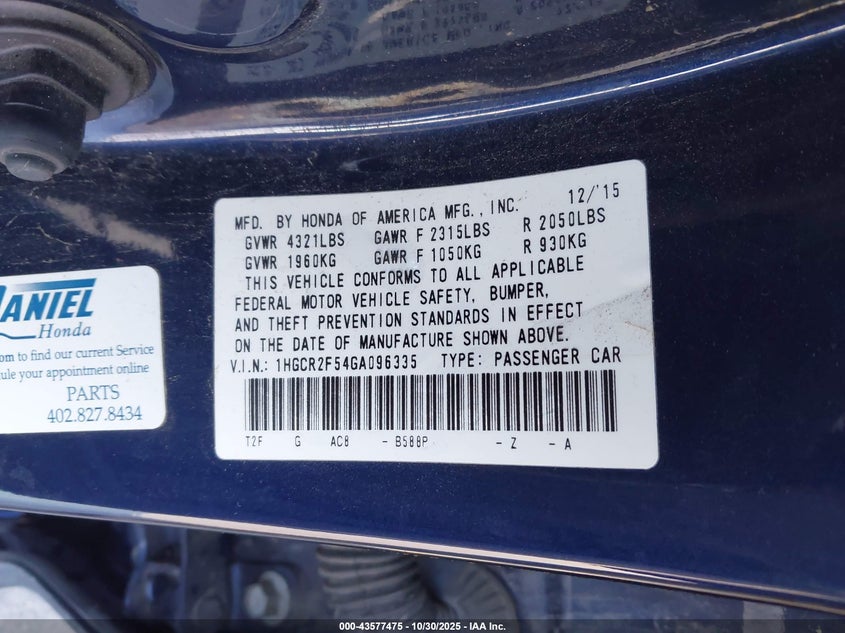 MFD. BY HONDA OF AMERICA MFG., INC. 12/'15
GVWR 4321LBS GAWR F 2315LBS R 2050LBS
GVWR 1960KG GAWR F 1050KG R 930KG
THIS VEHICLE CONFORMS TO ALL APPLICABLE
FEDERAL MOTOR VEHICLE SAFETY, BUMPER,
AND THEFT PREVENTION STANDARDS IN EFFECT
ON THE DATE OF MANUFACTURE SHOWN ABOVE.
V.I.N.: 1HGCR2F54GA096335 TYPE: PASSENGER CAR
T2F G AC8 - B588P - Z - A
ANIEL
Honda
om to find our current Service
ule your appointment online
PARTS
402.827.8434
000-43577475 - 10/30/2025 - IAA Inc.